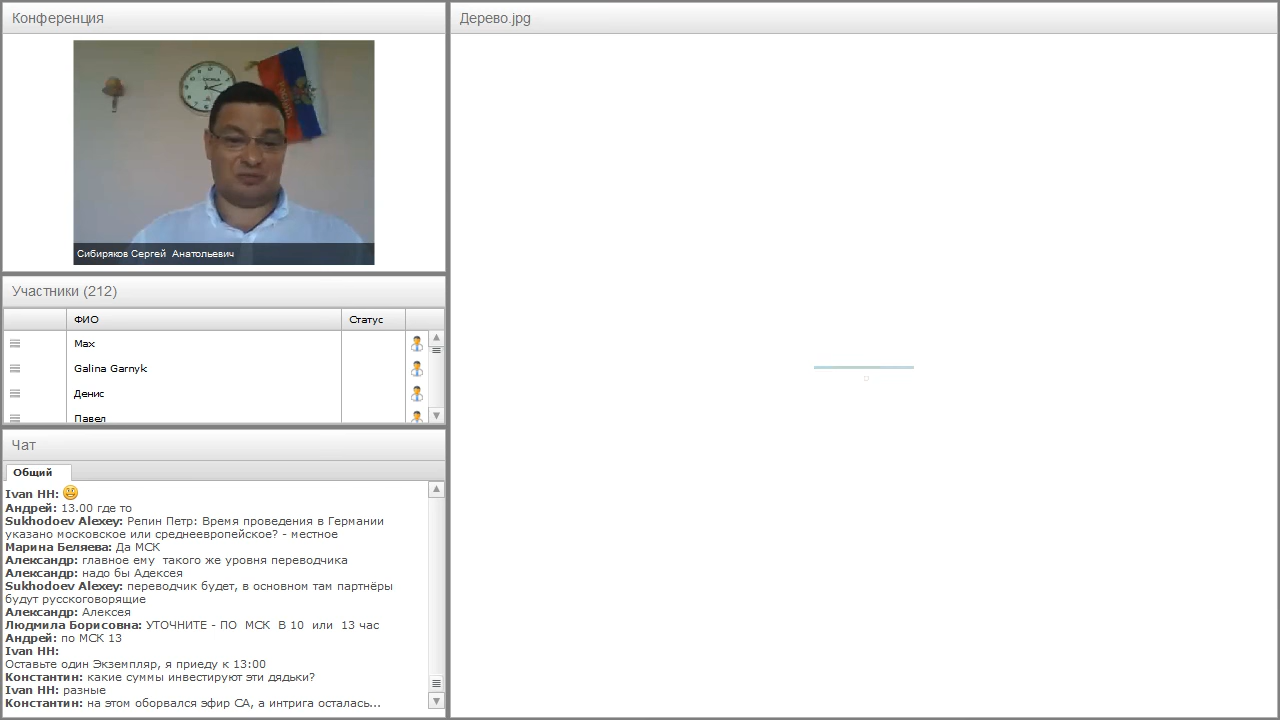 Конференция
Сибиряков Сергей Анатольевич
Участники (212)
ФИО
Статус
Max
Galina Garnyk
Денис
Павел
Чат
Общий
Ivan HH:
Андрей: 13.00 где то
Sukhodoev Alexey: Репин Петр: Время проведения в Германии
указано московское или среднеевропейское? - местное
Марина Беляева: Да МСК
Александр: главное ему такого же уровня переводчика
Александр: надо бы Адексея
Sukhodoev Alexey: переводчик будет, в основном там партнёры
будут русскоговорящие
Александр: Алексея
Людмила Борисовна: УТОЧНИТЕ - ПО МСК В 10 или 13 час
Андрей: по МСК 13
Ivan HH:
Оставьте один Экземпляр, я приеду к 13:00
Константин: какие суммы инвестируют эти дядьки?
Ivan HH: разные
Константин: на этом оборвался эфир СА, а интрига осталась...
Дерево.jpg